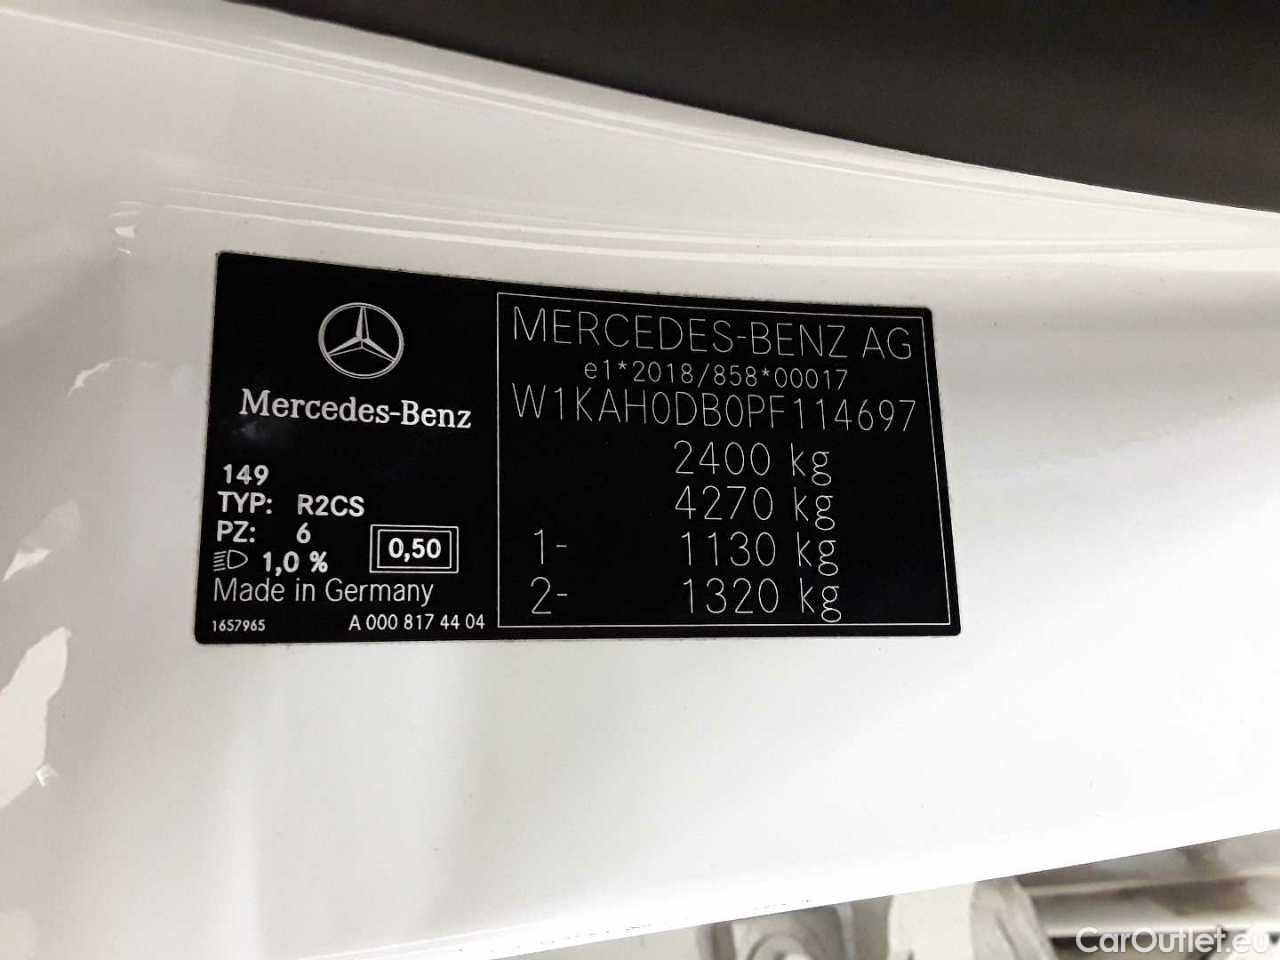 Mercedes-Benz
149
TYP: R2CS
PZ: 6
1,0 %
0,50
Made in Germany
1657965
A 000 817 44 04
MERCEDES-BENZ AG
e1*2018/858*00017
W1KAH0DB0PF114697
2400 kg
4270 kg
1- 1130 kg
2- 1320 kg
CarOutlet.eu